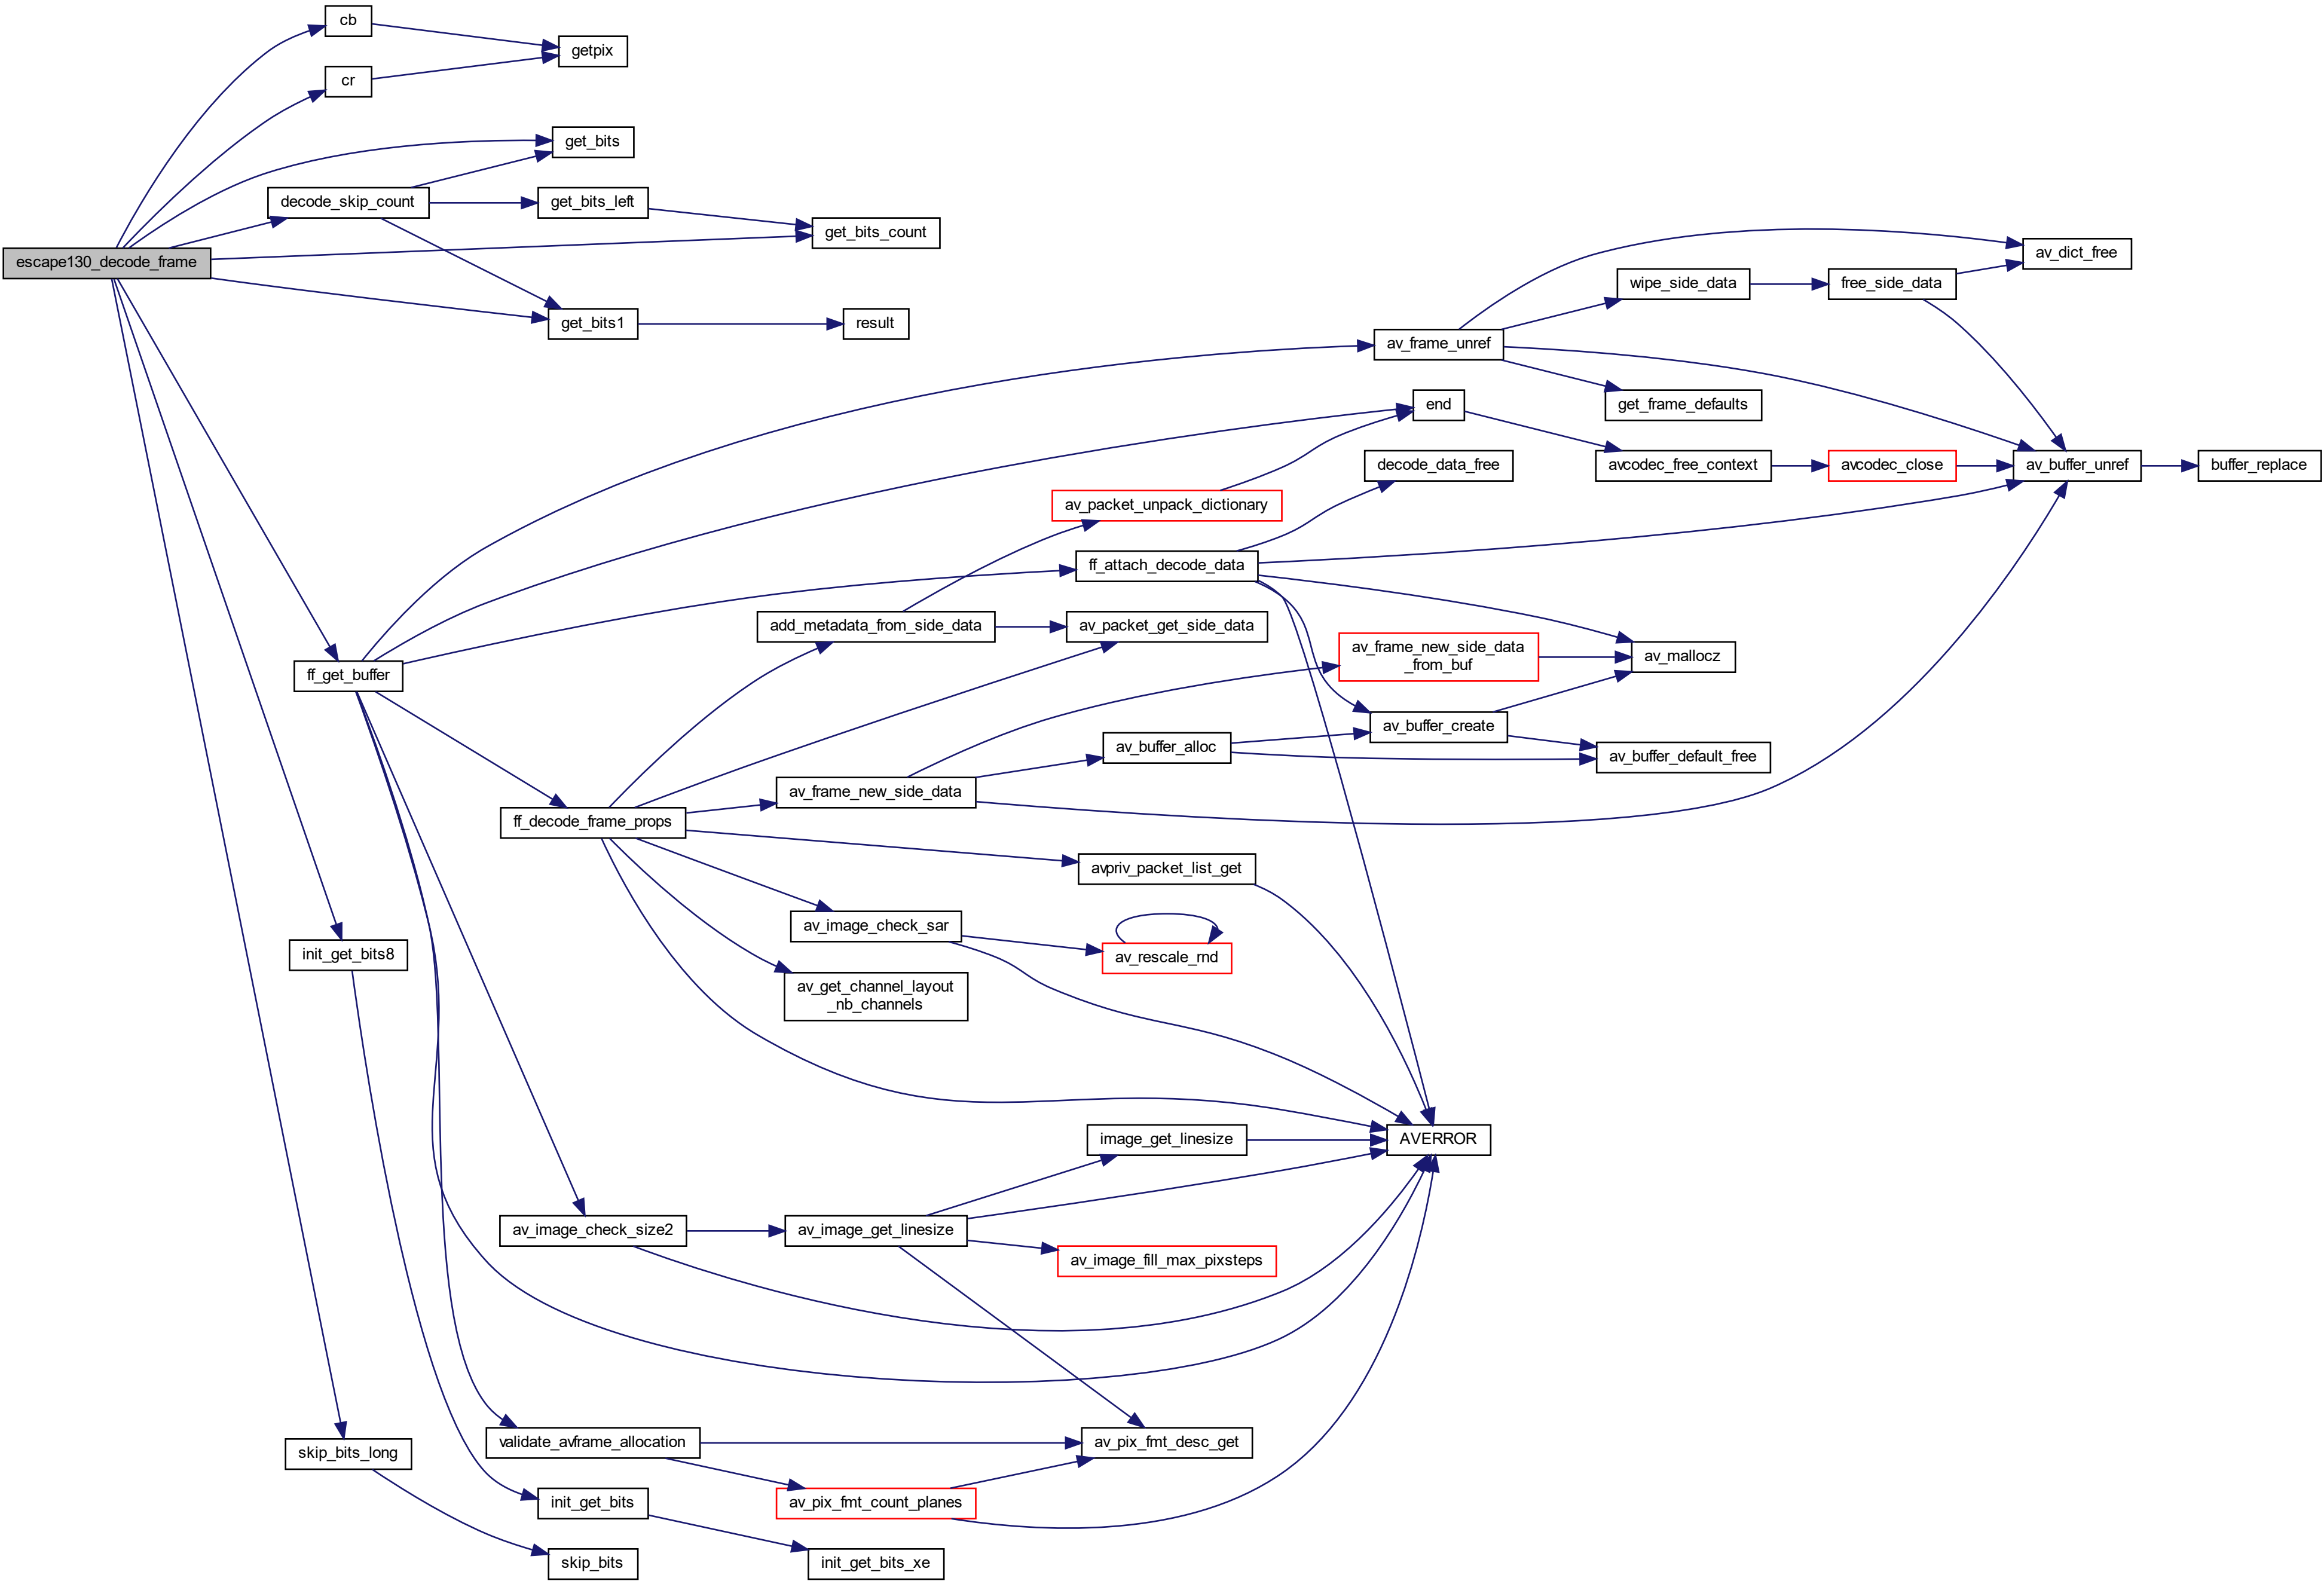 cb
getpix
cr
get_bits
decode_skip_count
get_bits_left
get_bits_count
escape130_decode_frame
av_dict_free
wipe_side_data
free_side_data
get_bits1
result
av_frame_unref
end
get_frame_defaults
decode_data_free
avcodec_free_context
avcodec_close
av_buffer_unref
buffer_replace
av_packet_unpack_dictionary
ff_attach_decode_data
add_metadata_from_side_data
av_packet_get_side_data
av_frame_new_side_data
_from_buf
av_mallocz
ff_get_buffer
av_buffer_create
av_buffer_alloc
av_buffer_default_free
av_frame_new_side_data
ff_decode_frame_props
avpriv_packet_list_get
av_image_check_sar
init_get_bits8
av_rescale_rnd
av_get_channel_layout
_nb_channels
image_get_linesize
AVERROR
av_image_check_size2
av_image_get_linesize
av_image_fill_max_pixsteps
validate_avframe_allocation
av_pix_fmt_desc_get
skip_bits_long
init_get_bits
av_pix_fmt_count_planes
skip_bits
init_get_bits_xe